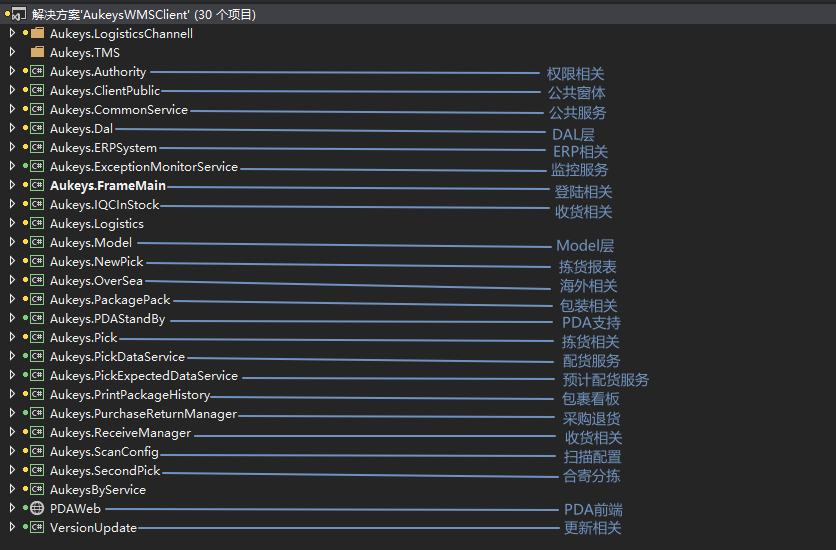 解决方案'AukeysWMSClient' (30 个项目)
Aukeys.LogisticsChannell
Aukeys.TMS
Aukeys.Authority 权限相关
Aukeys.ClientPublic 公共窗体
Aukeys.CommonService 公共服务
Aukeys.Dal DAL层
Aukeys.ERPSystem ERP相关
Aukeys.ExceptionMonitorService 监控服务
Aukeys.FrameMain 登陆相关
Aukeys.IQCInStock 收货相关
Aukeys.Logistics
Aukeys.Model Model层
Aukeys.NewPick 拣货报表
Aukeys.OverSea 海外相关
Aukeys.PackagePack 包装相关
Aukeys.PDAStandBy PDA支持
Aukeys.Pick 拣货相关
Aukeys.PickDataService 配货服务
Aukeys.PickExpectedDataService 预计配货服务
Aukeys.PrintPackageHistory 包裹看板
Aukeys.PurchaseReturnManager 采购退货
Aukeys.ReceiveManager 收货相关
Aukeys.ScanConfig 扫描配置
Aukeys.SecondPick 合寄分拣
AukeysByService
PDAWeb PDA前端
VersionUpdate 更新相关